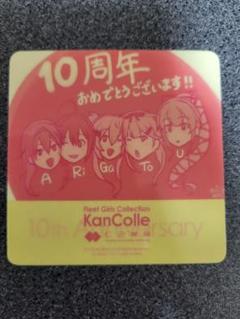 10周年
おめでとうございます!!
A Ri Ga To U
Fleet Girls Collection
KanColle
10th Anniversary